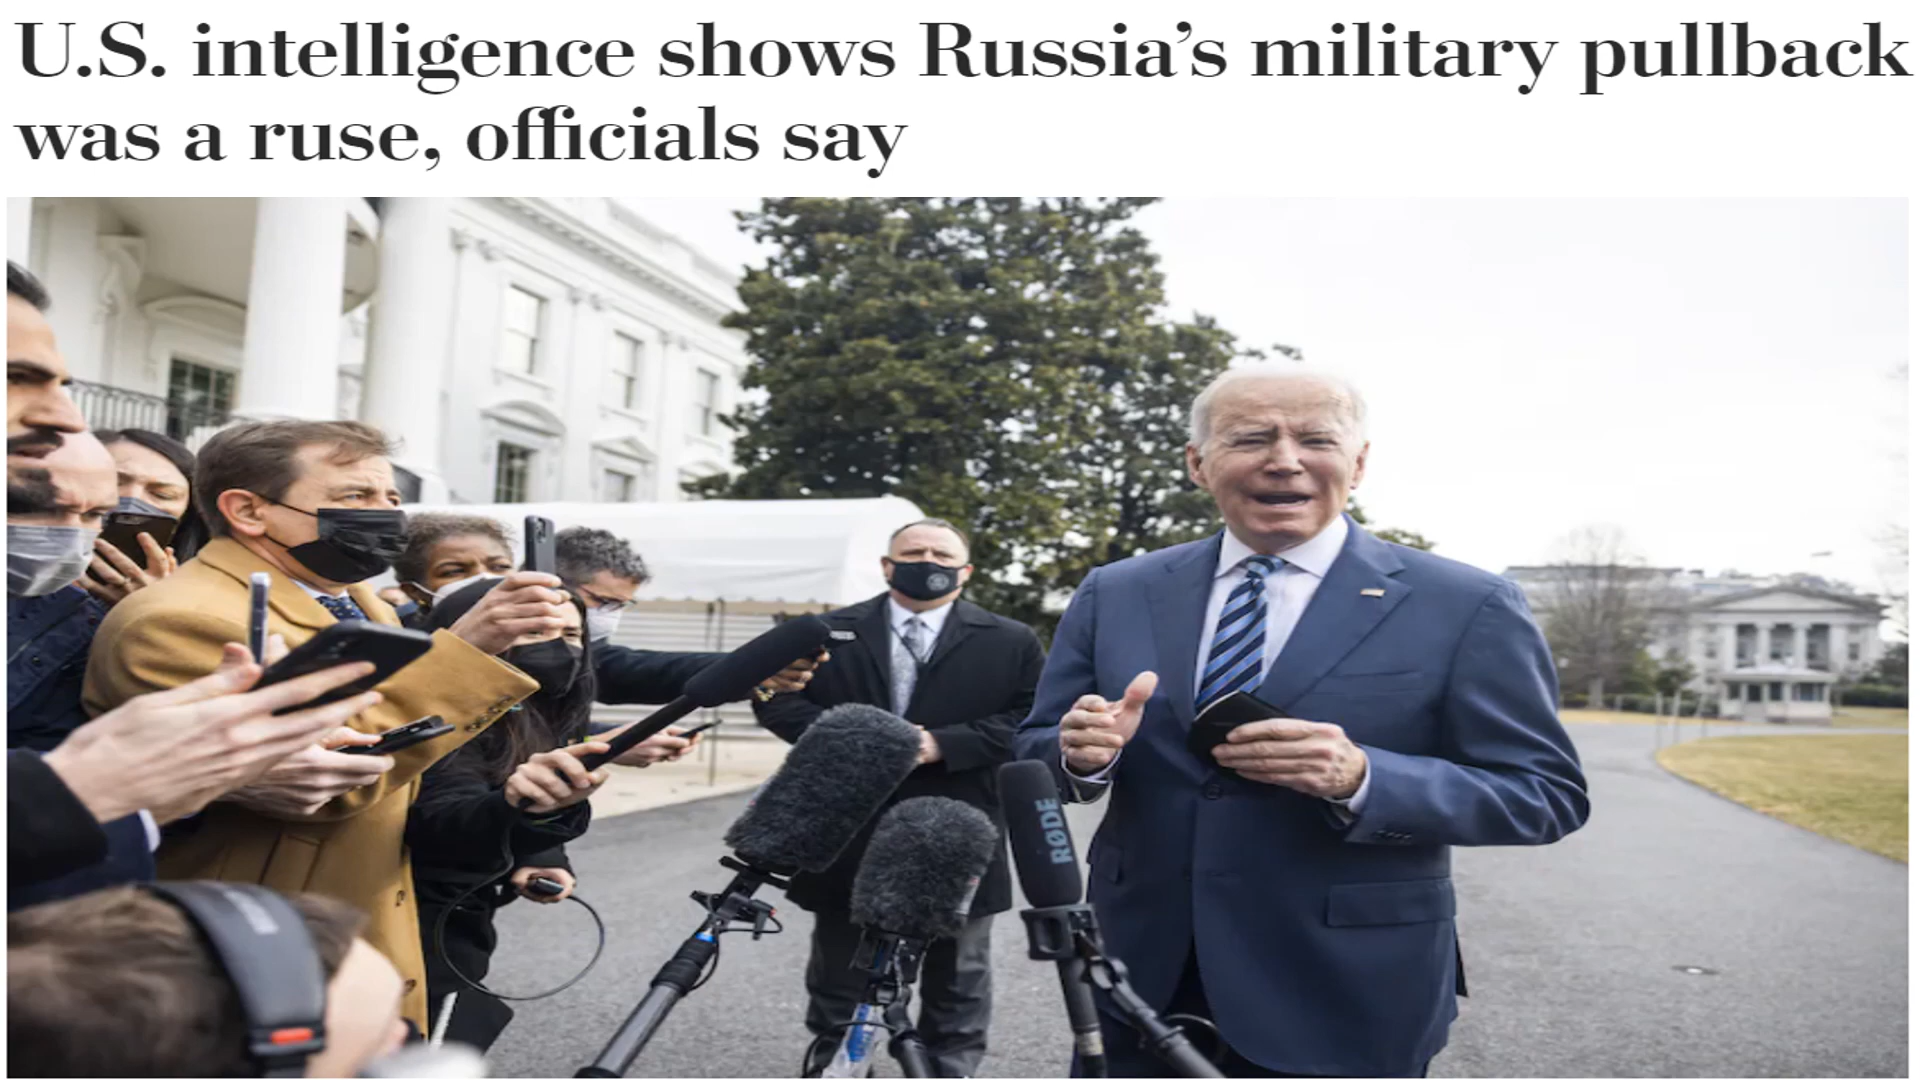 U.S. intelligence shows Russia’s military pullback
was a ruse, officials say
RØDE